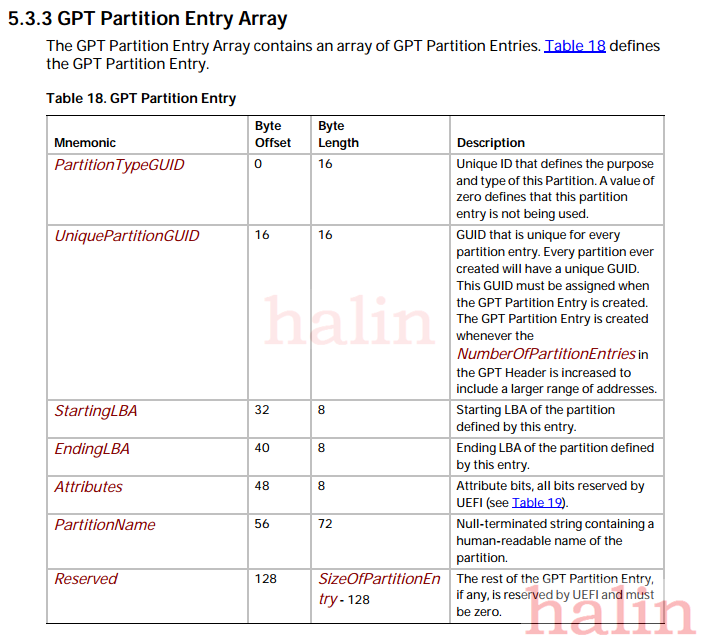 5.3.3 GPT Partition Entry Array
The GPT Partition Entry Array contains an array of GPT Partition Entries. Table 18 defines
the GPT Partition Entry.
Table 18. GPT Partition Entry
Mnemonic Byte Offset Byte Length Description
PartitionTypeGUID 0 16 Unique ID that defines the purpose
and type of this Partition. A value of
zero defines that this partition
entry is not being used.
UniquePartitionGUID 16 16 GUID that is unique for every
partition entry. Every partition ever
created will have a unique GUID.
This GUID must be assigned when
the GPT Partition Entry is created.
The GPT Partition Entry is created
whenever the
NumberOfPartitionEntries in
the GPT Header is increased to
include a larger range of addresses.
StartingLBA 32 8 Starting LBA of the partition
defined by this entry.
EndingLBA 40 8 Ending LBA of the partition defined
by this entry.
Attributes 48 8 Attribute bits, all bits reserved by
UEFI (see Table 19).
PartitionName 56 72 Null-terminated string containing a
human-readable name of the
partition.
Reserved 128 SizeOfPartitionEn The rest of the GPT Partition Entry,
try - 128 if any, is reserved by UEFI and must
be zero.
halin
halin